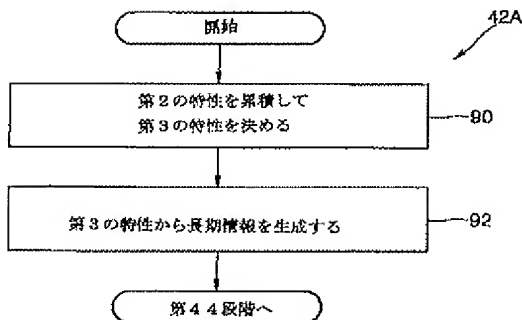 開始
42A
第2の特性を累積して
第3の特性を決める
90
第3の特性から長期情報を生成する
92
第44段階へ